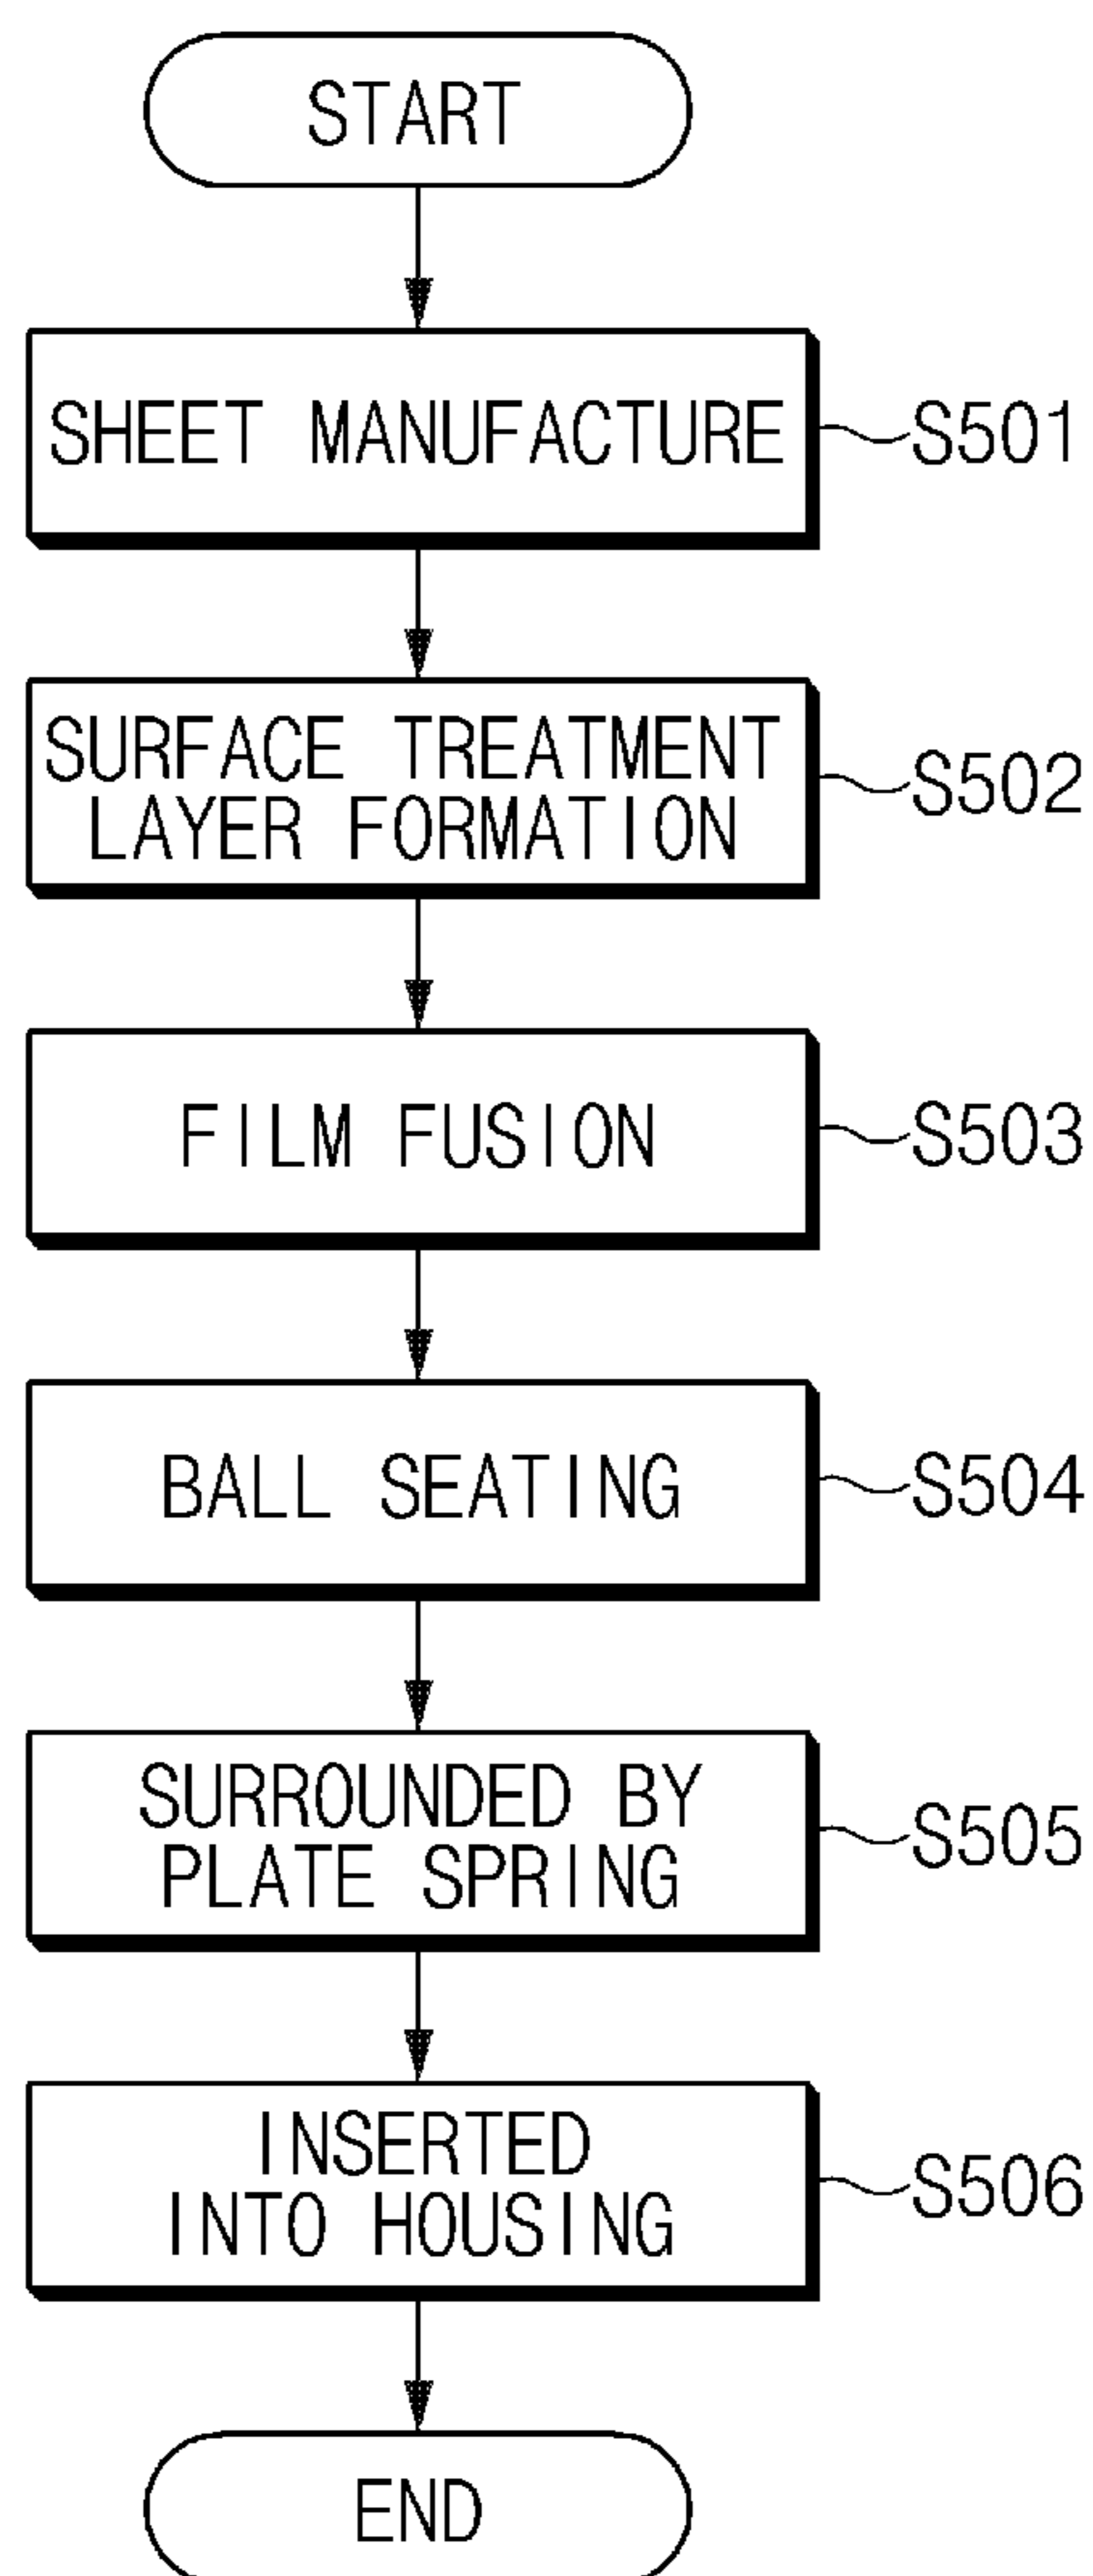 START
SHEET MANUFACTURE
S501
SURFACE TREATMENT
LAYER FORMATION
S502
FILM FUSION
S503
BALL SEATING
S504
SURROUNDED BY
PLATE SPRING
S505
INSERTED
INTO HOUSING
S506
END